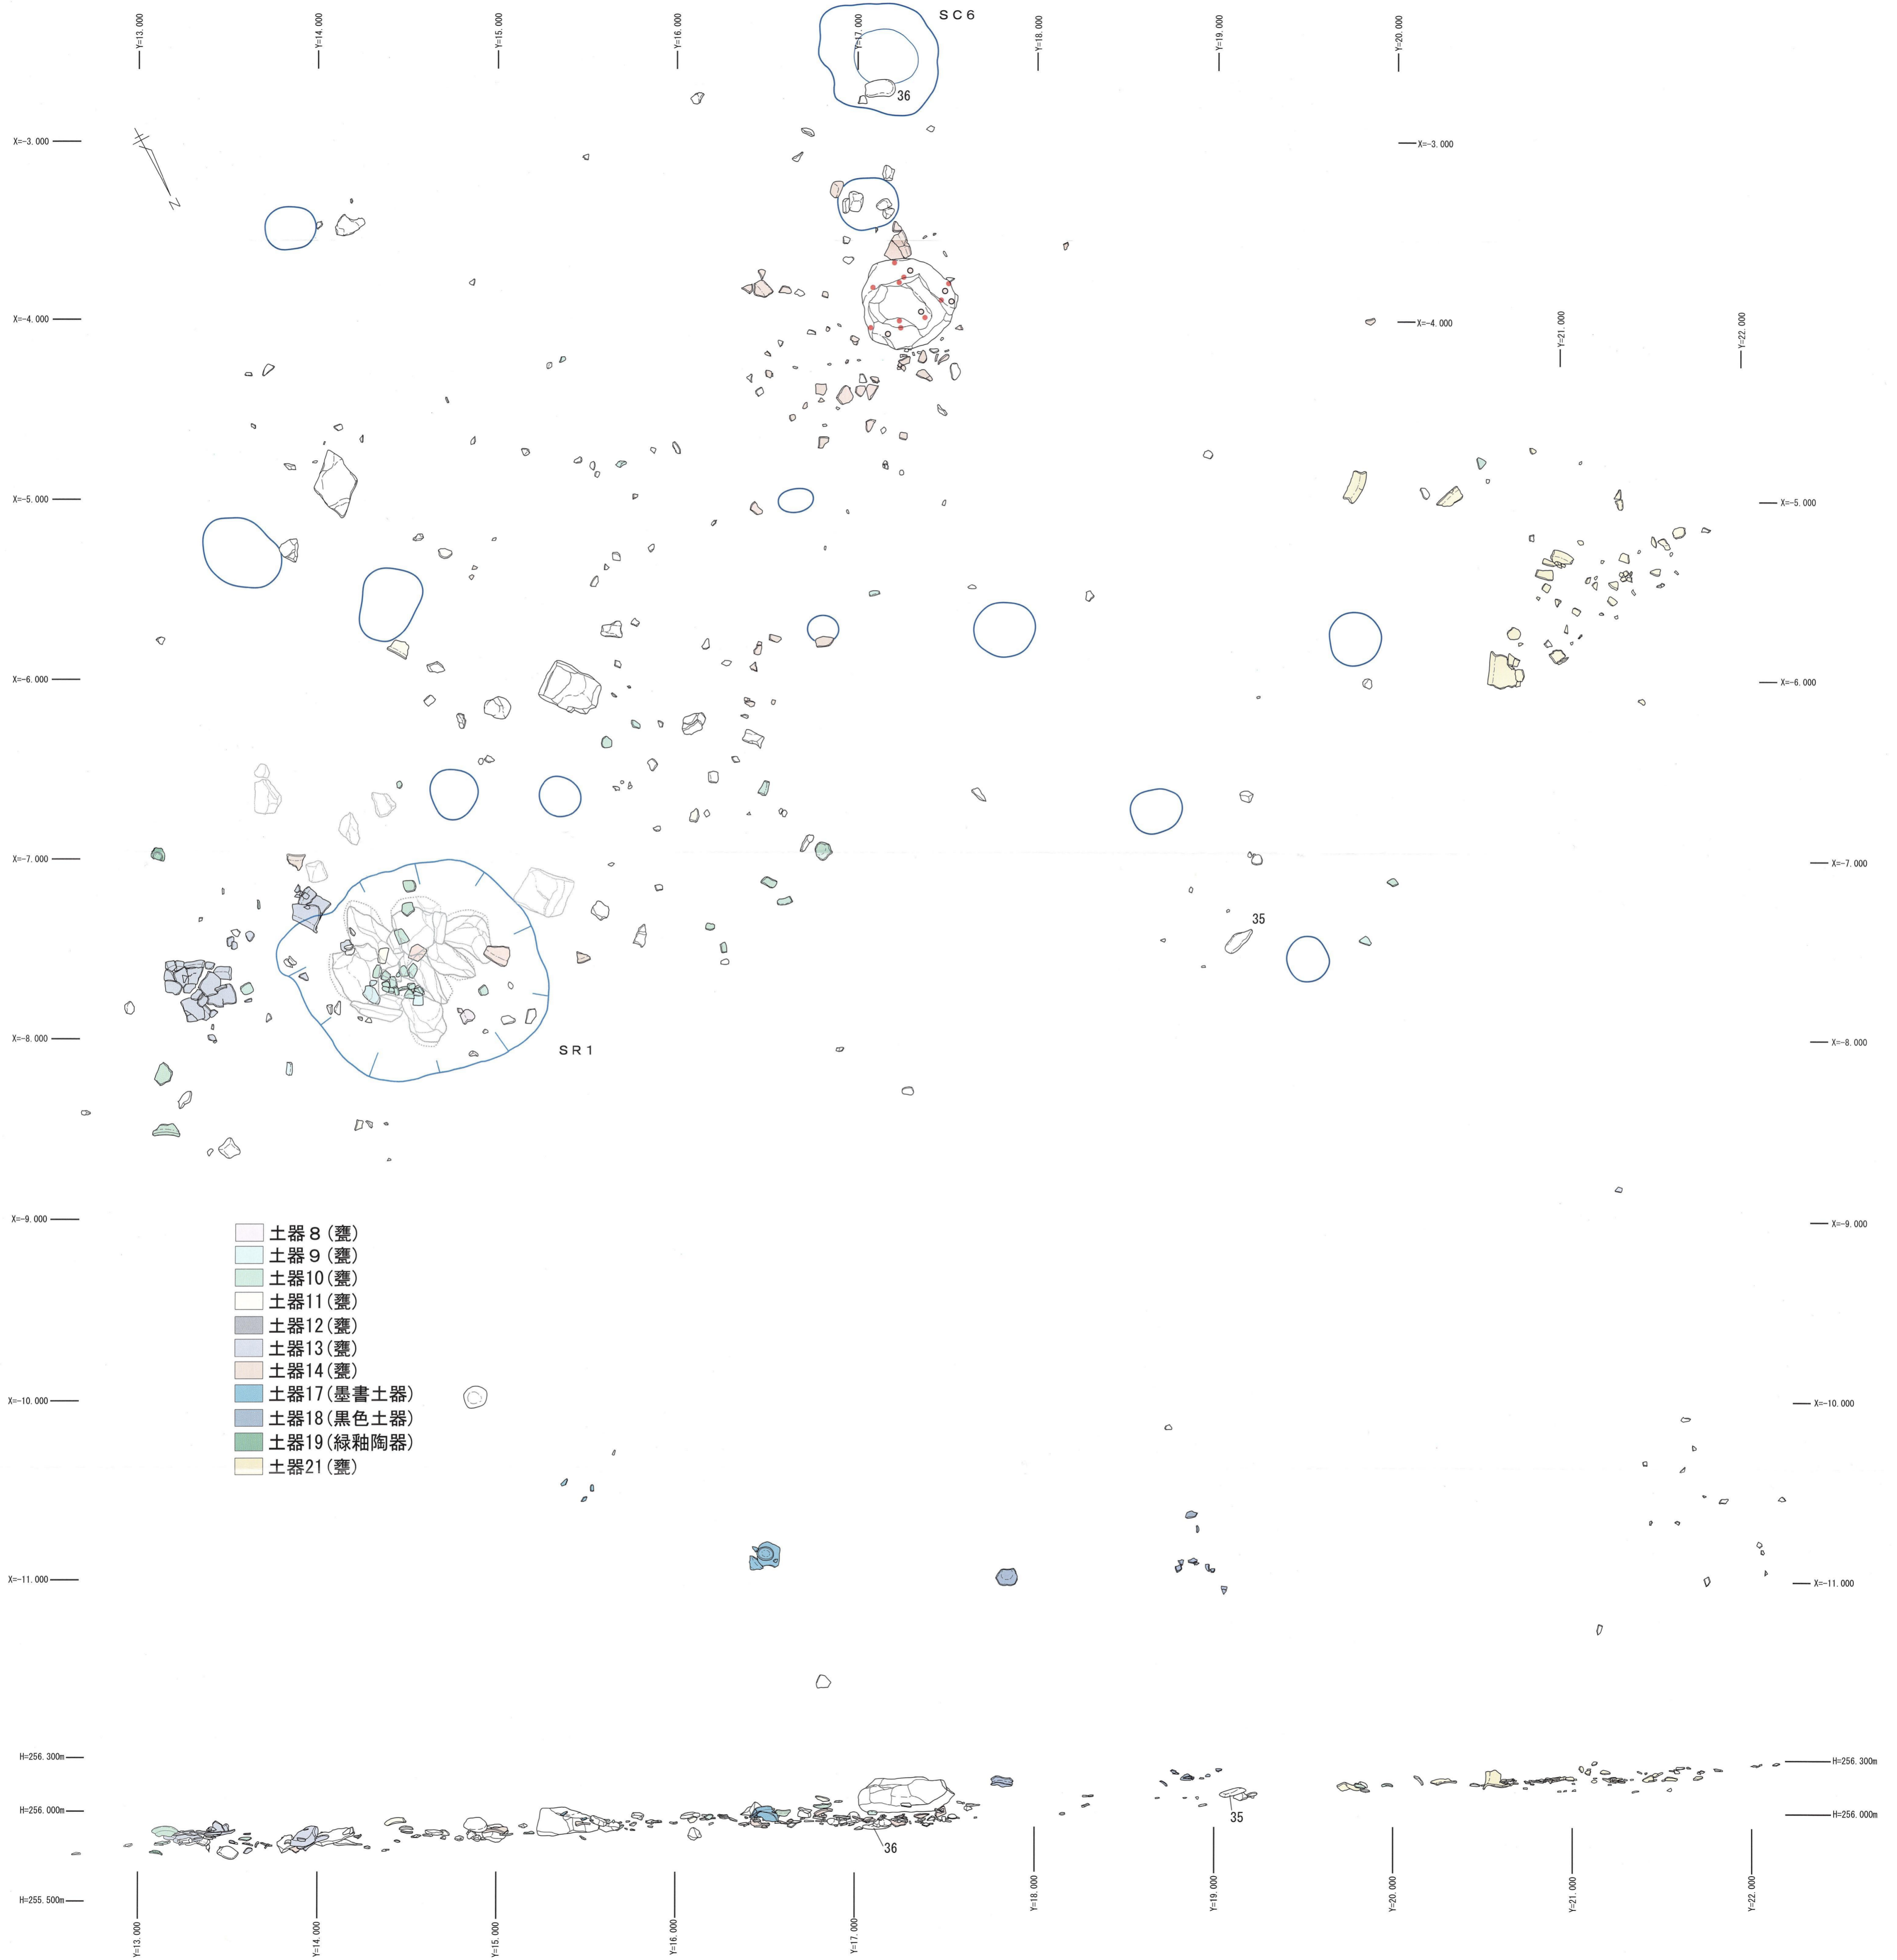 Y=13.000
Y=14.000
Y=15.000
Y=16.000
Y=17.000
Y=18.000
Y=19.000
Y=20.000
ＳＣ６
36
X=-3.000
X=-3.000
N
X=-4.000
X=-4.000
Y=21.000
Y=22.000
X=-5.000
X=-5.000
X=-6.000
X=-6.000
X=-7.000
X=-7.000
35
X=-8.000
X=-8.000
ＳＲ１
X=-9.000
X=-9.000
土器８(甕)
土器９(甕)
土器10(甕)
土器11(甕)
土器12(甕)
土器13(甕)
土器14(甕)
土器17(墨書土器)
土器18(黒色土器)
土器19(緑釉陶器)
土器21(甕)
X=-10.000
X=-10.000
X=-11.000
X=-11.000
H=256.300m
H=256.300m
H=256.000m
H=256.000m
35
36
H=255.500m
Y=13.000
Y=14.000
Y=15.000
Y=16.000
Y=17.000
Y=18.000
Y=19.000
Y=20.000
Y=21.000
Y=22.000